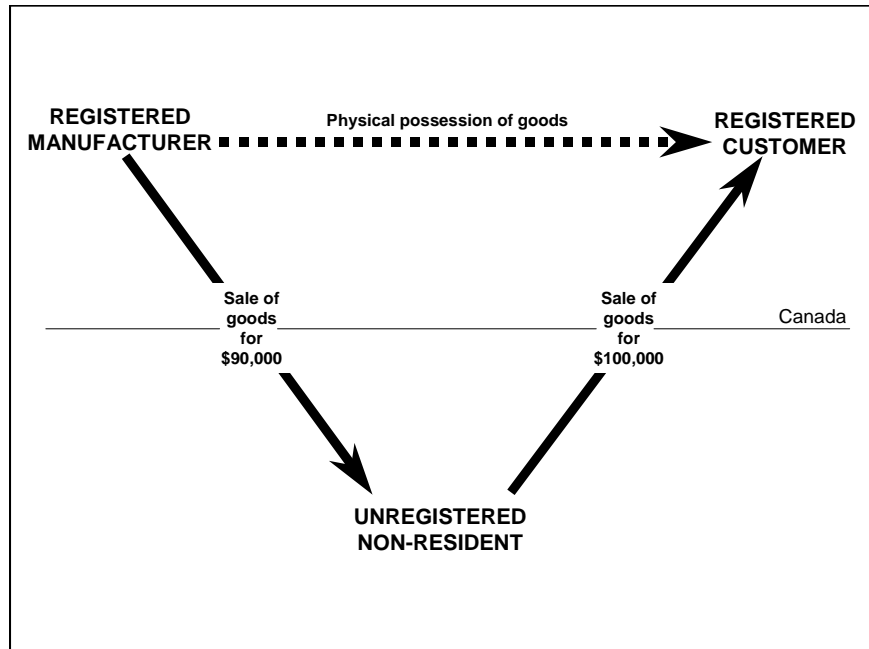 REGISTERED
MANUFACTURER
Physical possession of goods
REGISTERED
CUSTOMER
Sale of
goods
for
$90,000
Sale of
goods
for
$100,000
Canada
UNREGISTERED
NON-RESIDENT